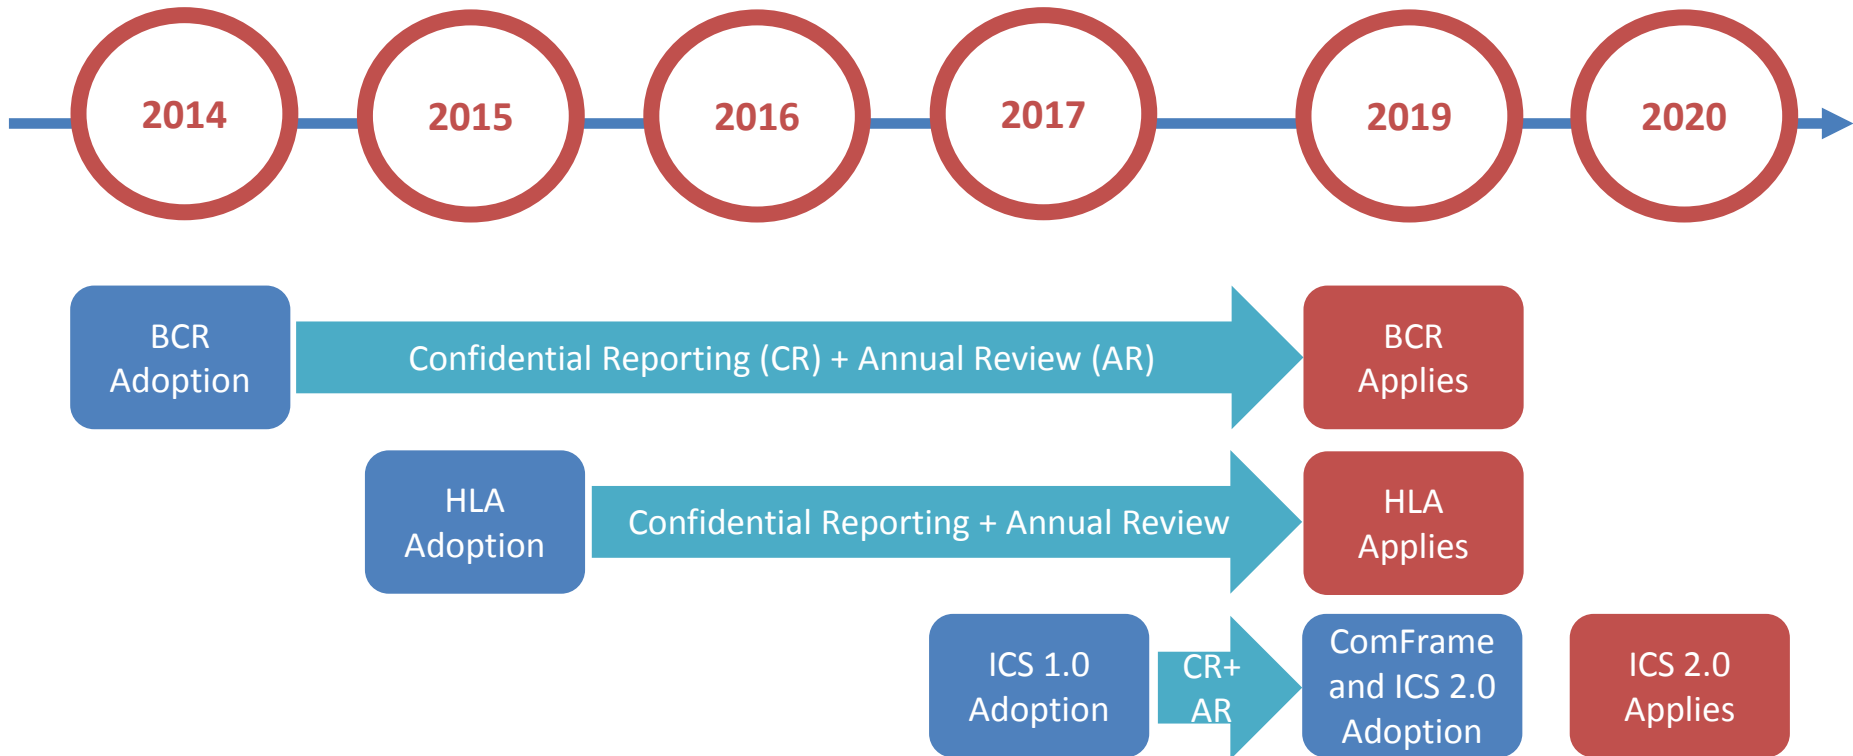 2014
2015
2016
2017
2019
2020
BCR
Adoption
Confidential Reporting (CR) + Annual Review (AR)
BCR
Applies
HLA
Adoption
Confidential Reporting + Annual Review
HLA
Applies
ICS 1.0
Adoption
CR+
AR
ComFrame
and ICS 2.0
Adoption
ICS 2.0
Applies